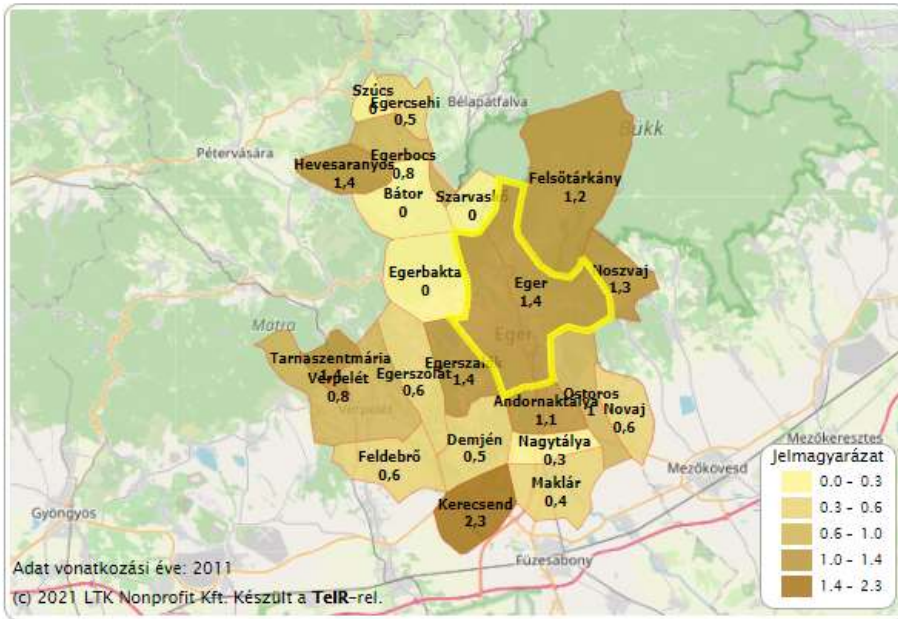 Szúcs
0
Egercsehi
0,5
Bélapátfalva
Bükk
Pétervására
Egerbocs
0,8
Hevesaranyos
1,4
Felsőtárkány
1,2
Bátor
0
Szarvaskő
0
Egerbakta
0
Eger
1,4
Noszvaj
1,3
Mátra
Eger
Tarnaszentmária
1,4
Verpelét
0,8
Verpelét
Egerszólát
0,6
Egerszalók
1,4
Ostoros
1
Andornaktálya
1,1
Novaj
0,6
Demjén
0,5
Nagytálya
0,3
Mezőkeresztes
Feldebrő
0,6
Maklár
0,4
Mezőkövesd
Kerecsend
2,3
Gyöngyös
Füzesabony
Jelmagyarázat
0.0 - 0.3
0.3 - 0.6
0.6 - 1.0
1.0 - 1.4
1.4 - 2.3
Adat vonatkozási éve: 2011
(c) 2021 LTK Nonprofit Kft. Készült a TeIR-rel.